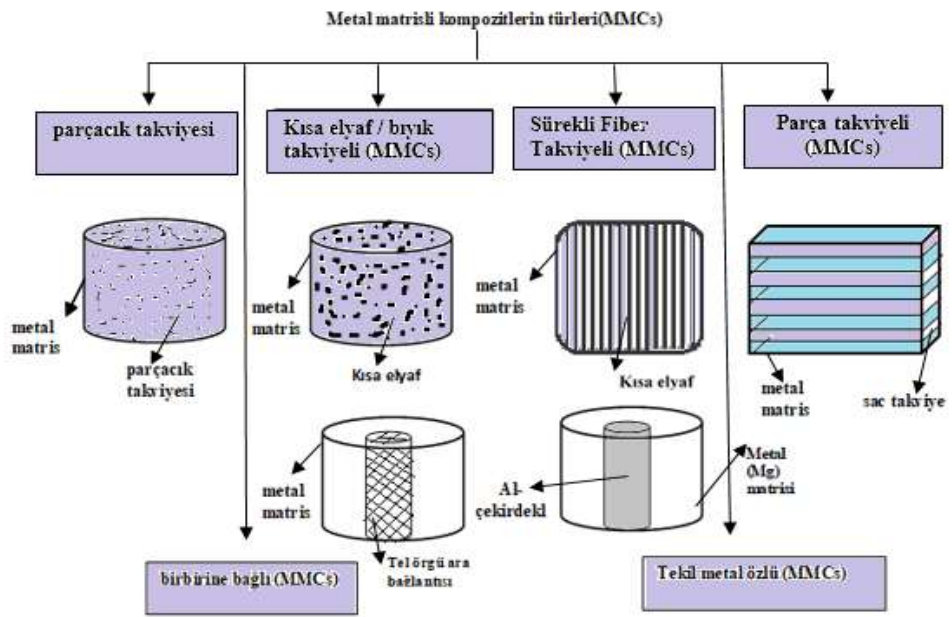 Metal matrisli kompozitlerin türleri(MMCs)
parçacık takviyesi
Kısa elyaf / bıyık
takviyeli (MMCs)
Sürekli Fiber
Takviyeli (MMCs)
Parça takviyeli
(MMCs)
metal
matris
parçacık
takviyesi
metal
matris
Kısa elyaf
metal
matris
Kısa elyaf
metal
matris
sac takviye
metal
matris
Tel örgü ara
bağlantısı
Al-
çekirdekl
Metal
(Mg)
matrisi
birbirine bağlı (MMCs)
Tekil metal özlü (MMCs)